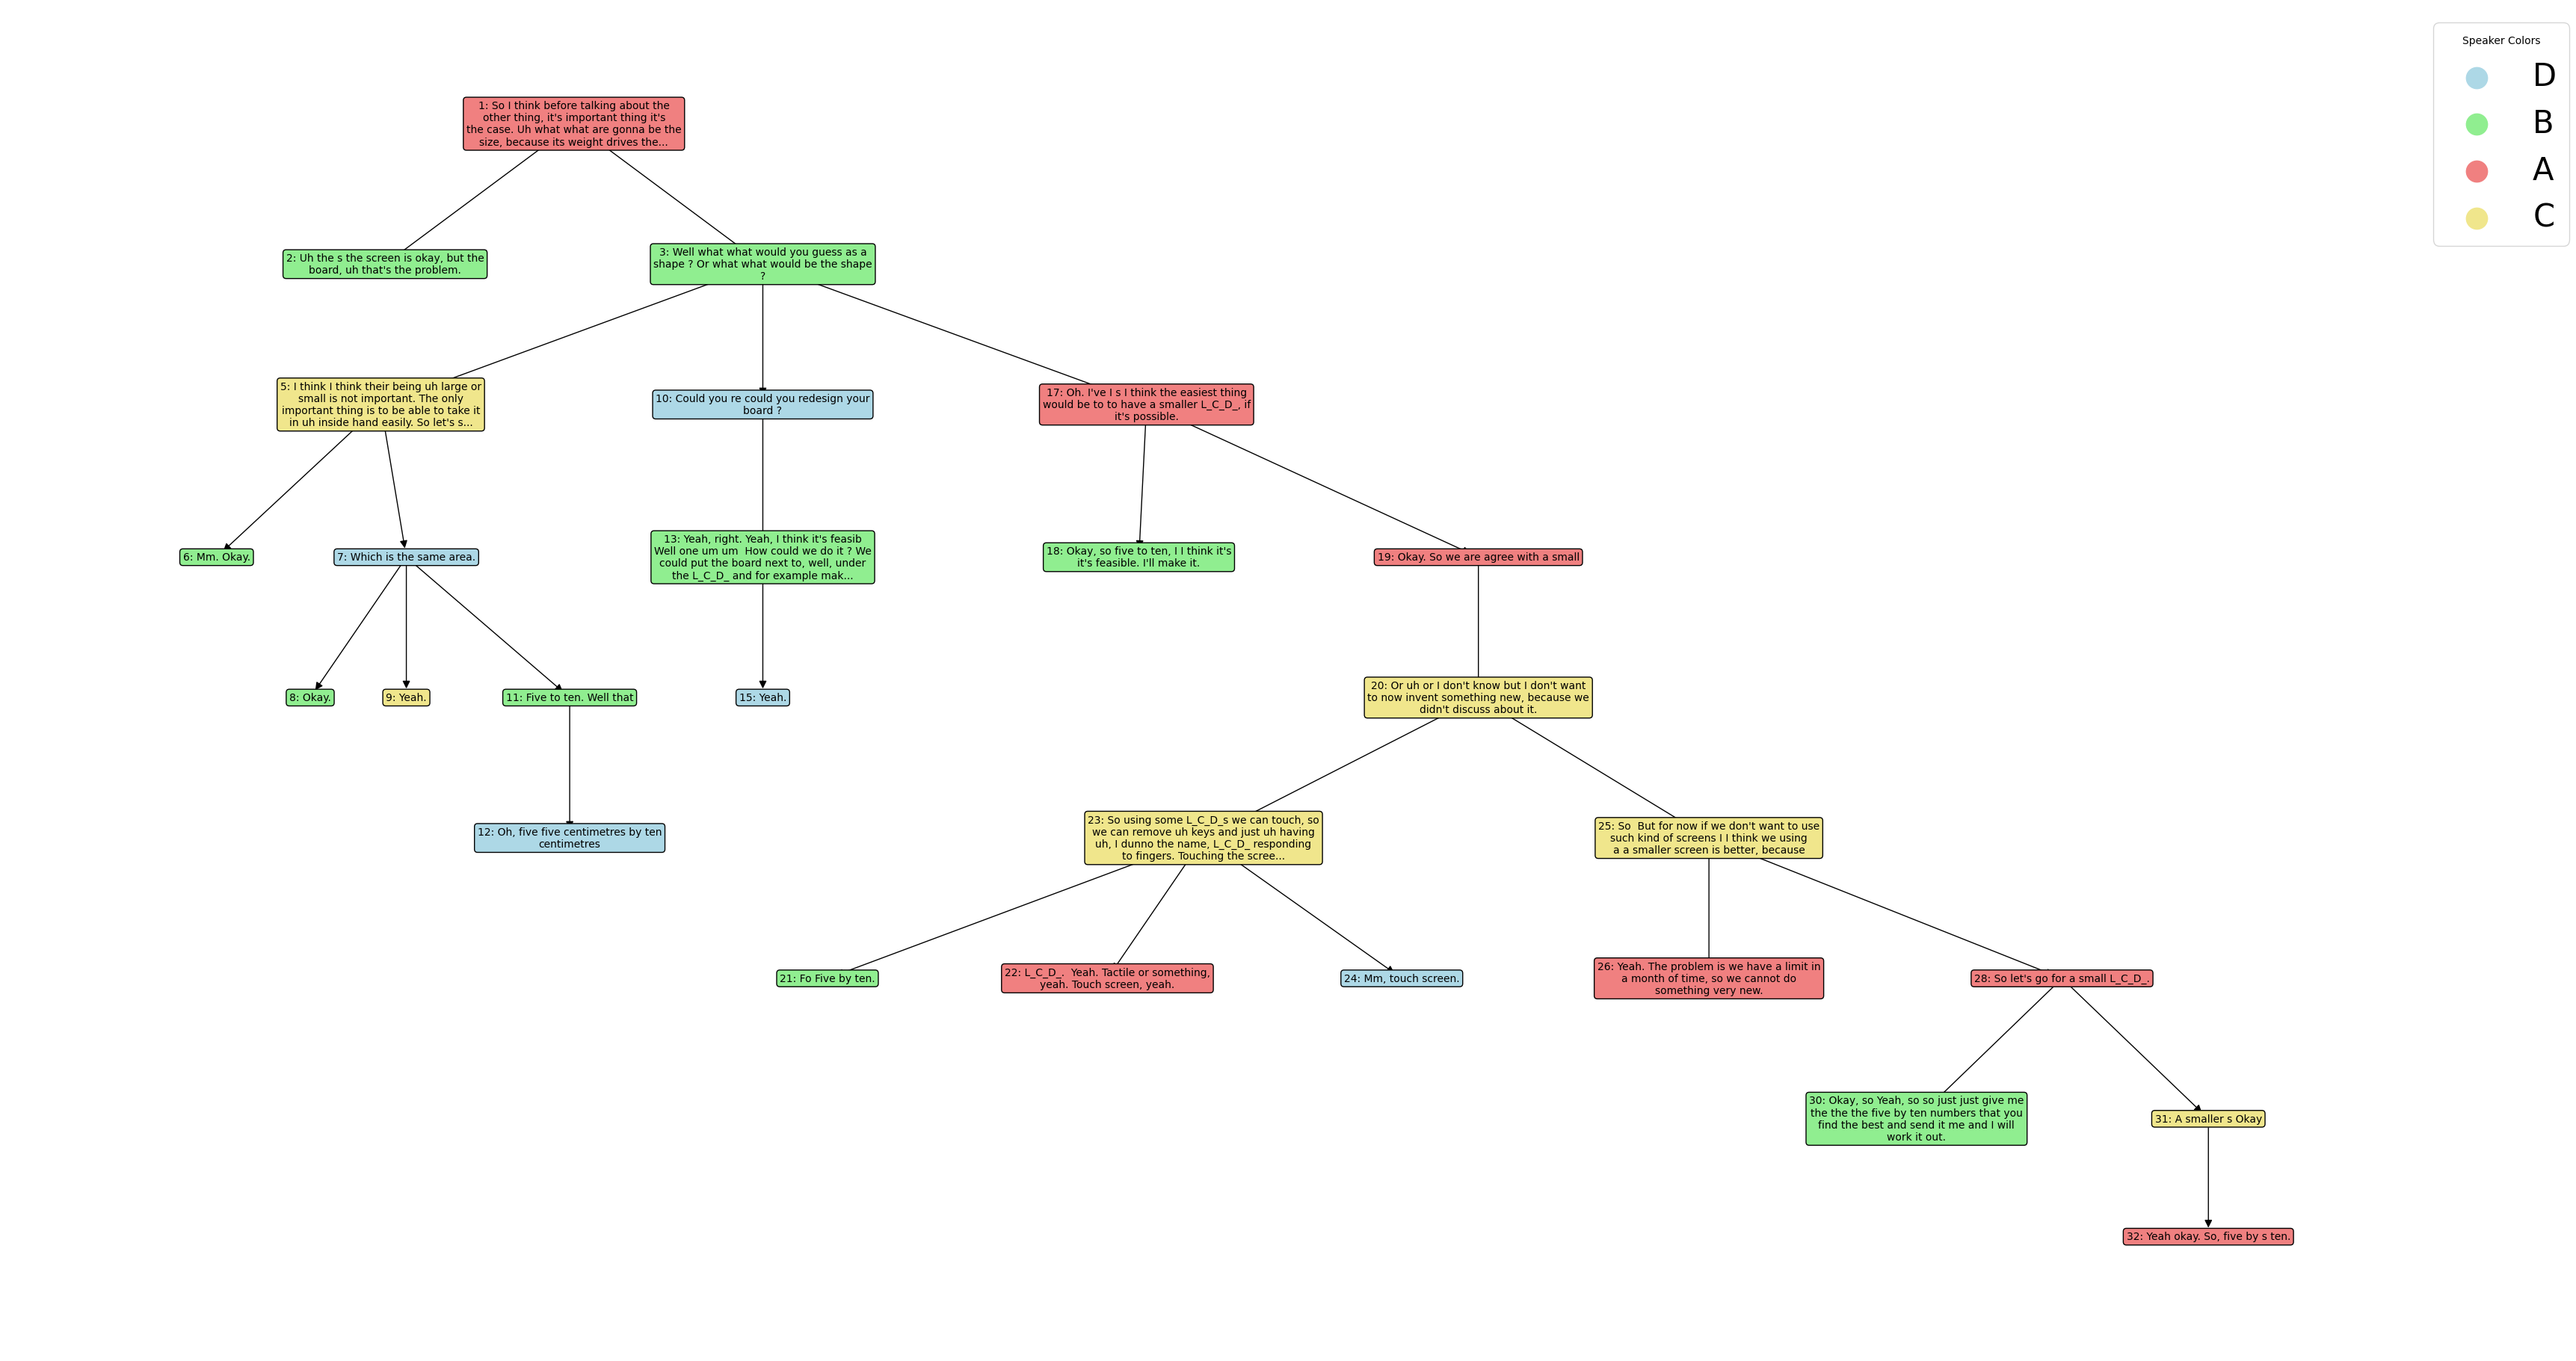 Speaker Colors
D
B
A
C
1: So I think before talking about the
other thing, it's important thing it's
the case. Uh what what are gonna be the
size, because its weight drives the...
2: Uh the s the screen is okay, but the
board, uh that's the problem.
3: Well what what would you guess as a
shape ? Or what what would be the shape
?
5: I think I think their being uh large or
small is not important. The only
important thing is to be able to take it
in uh inside hand easily. So let's s...
10: Could you re could you redesign your
board ?
17: Oh. I've I s I think the easiest thing
would be to to have a smaller L_C_D_, if
it's possible.
6: Mm. Okay.
7: Which is the same area.
13: Yeah, right. Yeah, I think it's feasib
Well one um um  How could we do it ? We
could put the board next to, well, under
the L_C_D_ and for example mak...
18: Okay, so five to ten, I I think it's
it's feasible. I'll make it.
19: Okay. So we are agree with a small
8: Okay.
9: Yeah.
11: Five to ten. Well that
15: Yeah.
20: Or uh or I don't know but I don't want
to now invent something new, because we
didn't discuss about it.
12: Oh, five five centimetres by ten
centimetres
23: So using some L_C_D_s we can touch, so
we can remove uh keys and just uh having
uh, I dunno the name, L_C_D_ responding
to fingers. Touching the scree...
25: So  But for now if we don't want to use
such kind of screens I I think we using
a a smaller screen is better, because
21: Fo Five by ten.
22: L_C_D_.  Yeah. Tactile or something,
yeah. Touch screen, yeah.
24: Mm, touch screen.
26: Yeah. The problem is we have a limit in
a month of time, so we cannot do
something very new.
28: So let's go for a small L_C_D_.
30: Okay, so Yeah, so so just just give me
the the the five by ten numbers that you
find the best and send it me and I will
work it out.
31: A smaller s Okay
32: Yeah okay. So, five by s ten.